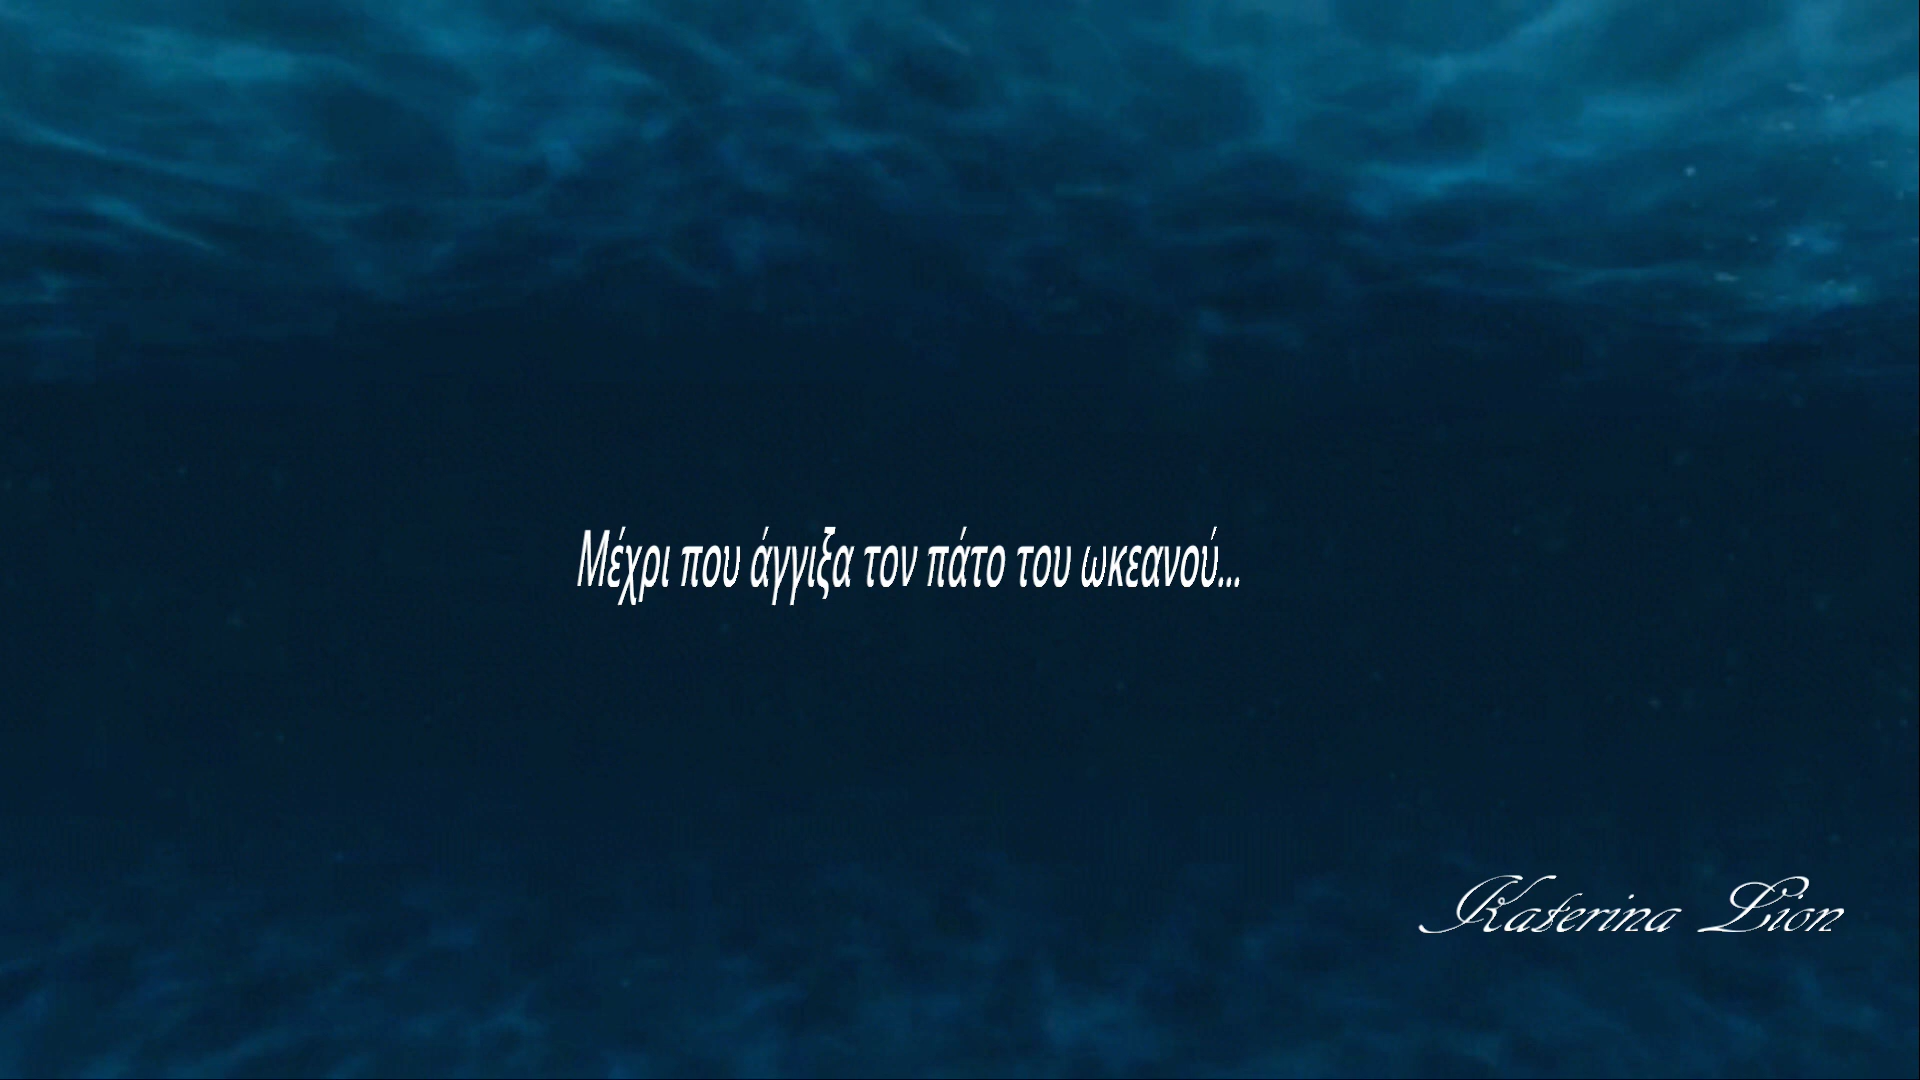 Μέχρι που άγγιξα τον πάτο του ωκεανού...
Katerina Lion